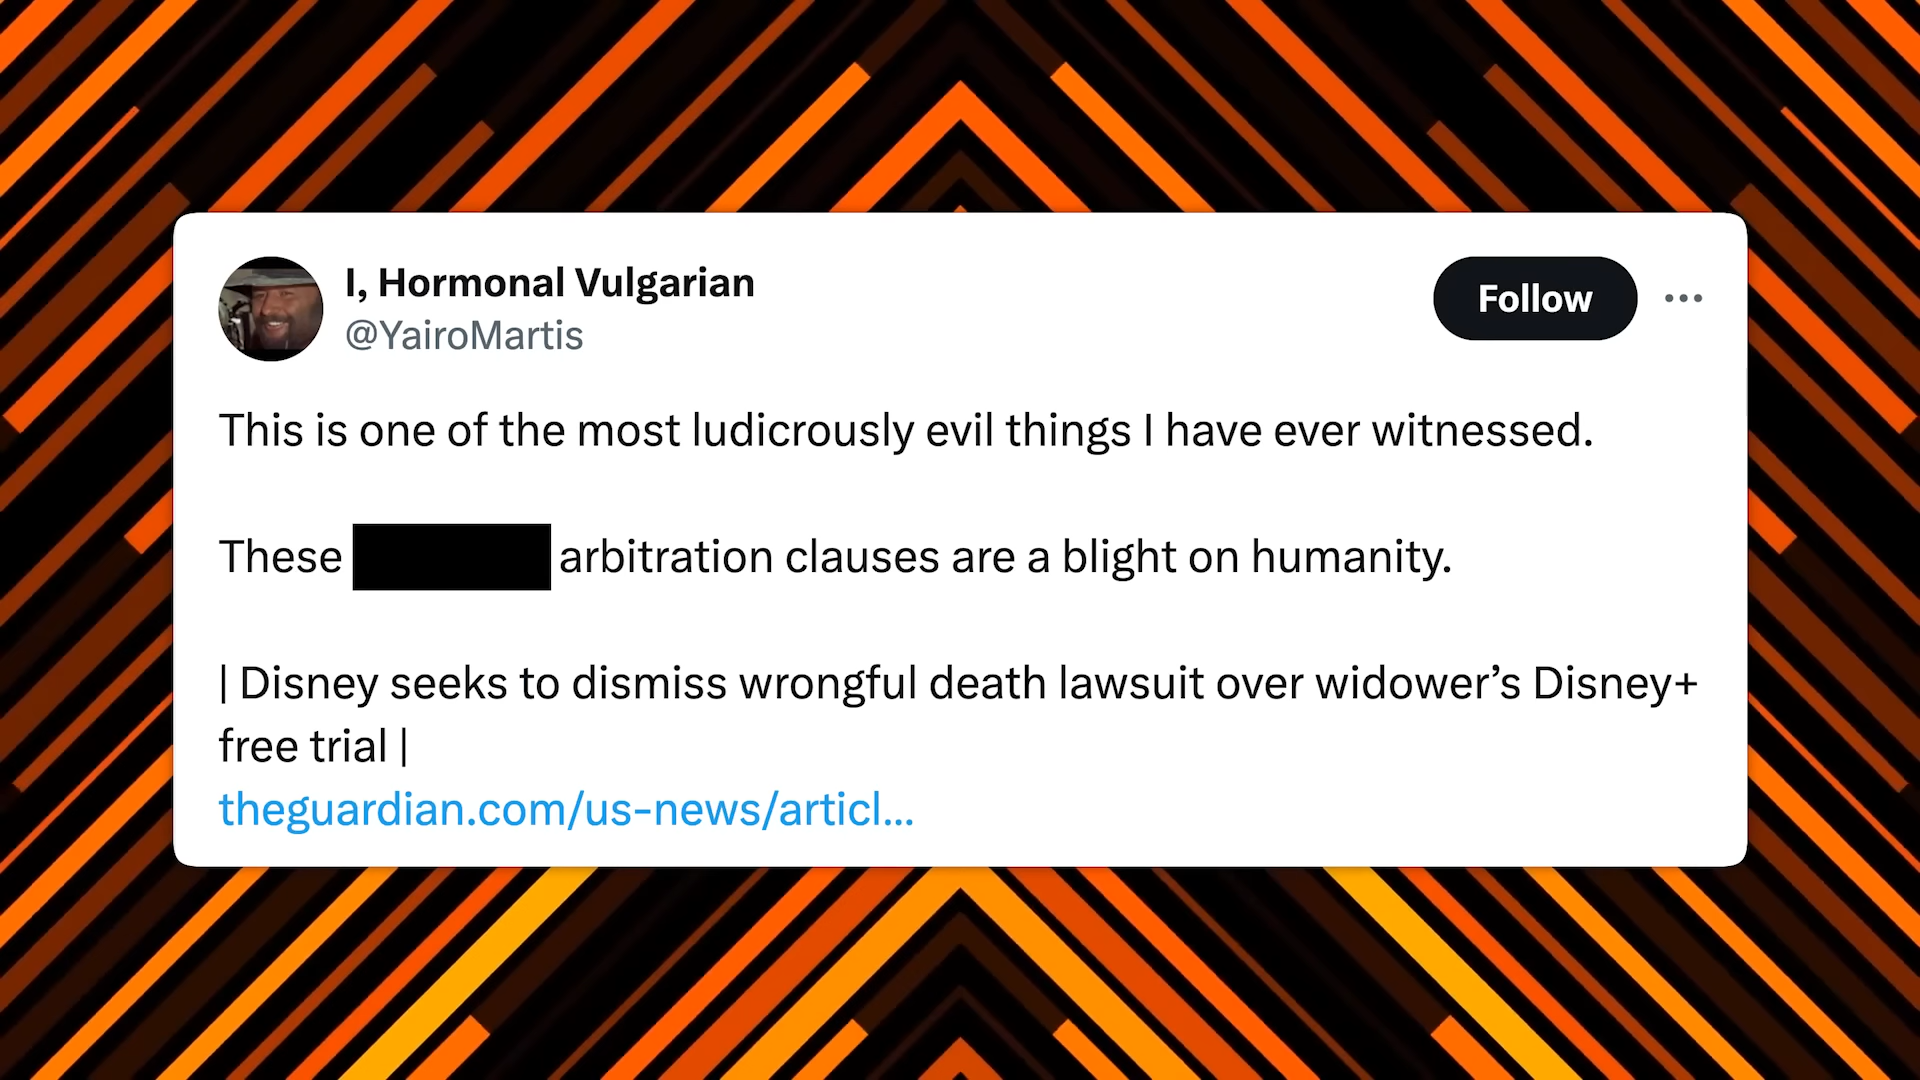 I, Hormonal Vulgarian
@YairoMartis
Follow
This is one of the most ludicrously evil things I have ever witnessed.
These arbitration clauses are a blight on humanity.
| Disney seeks to dismiss wrongful death lawsuit over widower’s Disney+
free trial |
theguardian.com/us-news/articl...